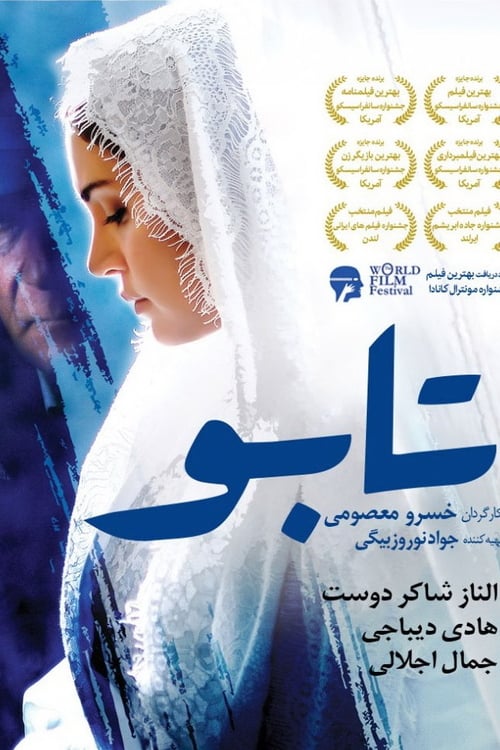 برنده جایزه
بهترین فیلم
جشنواره سانفرانسیسکو
آمریکا
برنده جایزه
بهترین فیلمنامه
جشنواره سانفرانسیسکو
آمریکا
برنده جایزه
بهترین فیلمبرداری
جشنواره سانفرانسیسکو
آمریکا
برنده جایزه
بهترین بازیگر زن
جشنواره سانفرانسیسکو
آمریکا
فیلم منتخب
جشنواره جاده ابریشم
ایرلند
فیلم منتخب
جشنواره فیلم های ایرانی
لندن
دریافت بهترین فیلم
مونترال کانادا
WORLD
FILM
Festival
تابو
کارگردان خسرو معصومی
جواد نوروزبیگی
الناز شاکر دوست
هادی دیباجی
جمال اجلالی